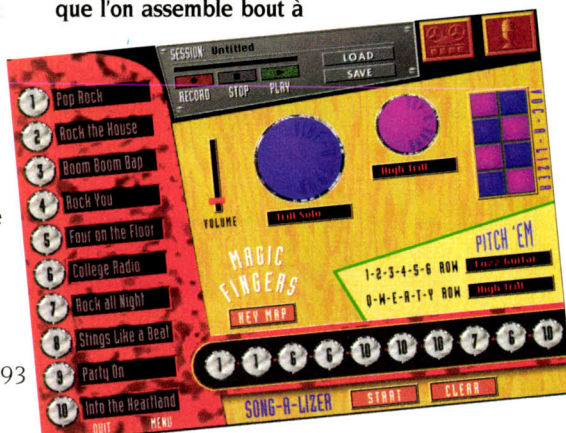 que l'on assemble bout à
SESSION: Untitled
RECORD STOP PLAY
LOAD
SAVE
1 Pop Rock
2 Rock the House
3 Boom Boom Bap
4 Rock You
5 Four on the Floor
6 College Radio
7 Rock all Night
8 Stings Like a Beat
9 Party On
10 Into the Heartland
QUIT MENU
VOLUME
Trill Solo
High Trill
VOC-A-LIZER
MAGIC
FINGERS
KEY MAP
PITCH 'EM
1-2-3-4-5-6 ROW Fuzz Guitar
Q-W-E-R-T-Y ROW High Trill
1 1 6 6 10 10 10 7 6 10
SONG-A-LIZER START CLEAR
e
93